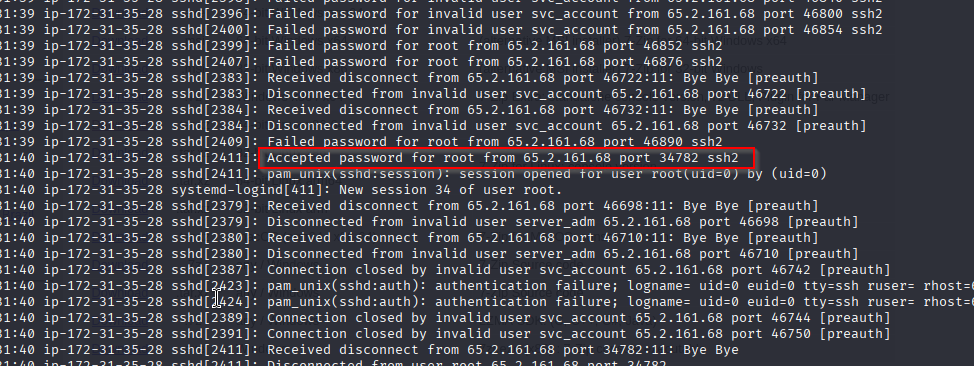 31:39 ip-172-31-35-28 sshd[2396]: Failed password for invalid user svc_account from 65.2.161.68 port 46800 ssh2
31:39 ip-172-31-35-28 sshd[2400]: Failed password for invalid user svc_account from 65.2.161.68 port 46854 ssh2
31:39 ip-172-31-35-28 sshd[2399]: Failed password for root from 65.2.161.68 port 46852 ssh2
31:39 ip-172-31-35-28 sshd[2407]: Failed password for root from 65.2.161.68 port 46876 ssh2
31:39 ip-172-31-35-28 sshd[2383]: Received disconnect from 65.2.161.68 port 46722:11: Bye Bye [preauth]
31:39 ip-172-31-35-28 sshd[2383]: Disconnected from invalid user svc_account 65.2.161.68 port 46722 [preauth]
31:39 ip-172-31-35-28 sshd[2384]: Received disconnect from 65.2.161.68 port 46732:11: Bye Bye [preauth]
31:39 ip-172-31-35-28 sshd[2384]: Disconnected from invalid user svc_account 65.2.161.68 port 46732 [preauth]
31:39 ip-172-31-35-28 sshd[2409]: Failed password for root from 65.2.161.68 port 46890 ssh2
31:40 ip-172-31-35-28 sshd[2411]: Accepted password for root from 65.2.161.68 port 34782 ssh2
31:40 ip-172-31-35-28 sshd[2411]: pam_unix(sshd:session): session opened for user root(uid=0) by (uid=0)
31:40 ip-172-31-35-28 systemd-logind[411]: New session 34 of user root.
31:40 ip-172-31-35-28 sshd[2379]: Received disconnect from 65.2.161.68 port 46698:11: Bye Bye [preauth]
31:40 ip-172-31-35-28 sshd[2379]: Disconnected from invalid user server_adm 65.2.161.68 port 46698 [preauth]
31:40 ip-172-31-35-28 sshd[2380]: Received disconnect from 65.2.161.68 port 46710:11: Bye Bye [preauth]
31:40 ip-172-31-35-28 sshd[2380]: Disconnected from invalid user server_adm 65.2.161.68 port 46710 [preauth]
31:40 ip-172-31-35-28 sshd[2387]: Connection closed by invalid user svc_account 65.2.161.68 port 46742 [preauth]
31:40 ip-172-31-35-28 sshd[2423]: pam_unix(sshd:auth): authentication failure; logname= uid=0 euid=0 tty=ssh ruser= rhost=6
31:40 ip-172-31-35-28 sshd[2424]: pam_unix(sshd:auth): authentication failure; logname= uid=0 euid=0 tty=ssh ruser= rhost=6
31:40 ip-172-31-35-28 sshd[2389]: Connection closed by invalid user svc_account 65.2.161.68 port 46744 [preauth]
31:40 ip-172-31-35-28 sshd[2391]: Connection closed by invalid user svc_account 65.2.161.68 port 46750 [preauth]
31:40 ip-172-31-35-28 sshd[2411]: Received disconnect from 65.2.161.68 port 34782:11: Bye Bye
31:40 ip-172-31-35-28 sshd[2411]: Disconnected from user root 65.2.161.68 port 34782